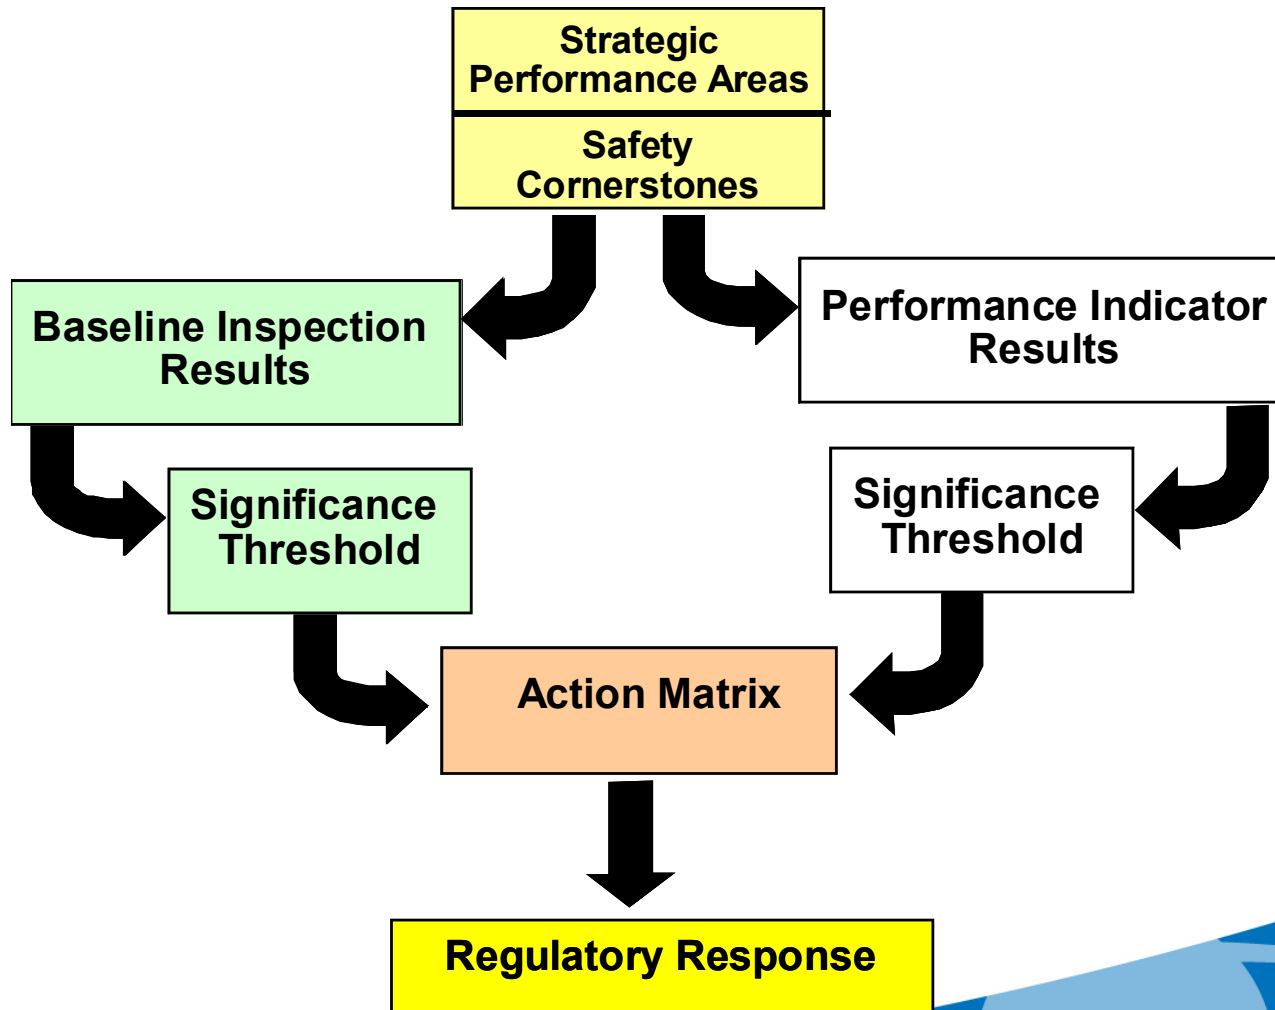 Strategic
Performance Areas
Safety
Cornerstones
Baseline Inspection
Results
Performance Indicator
Results
Significance
Threshold
Significance
Threshold
Action Matrix
Regulatory Response